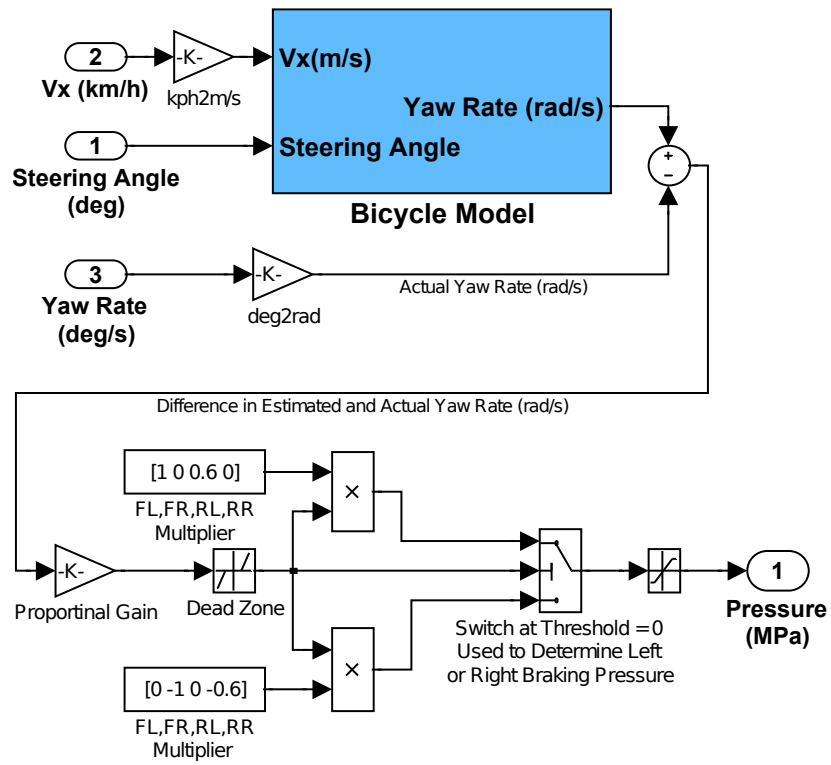 2
Vx (km/h)
-K-
kph2m/s
Vx(m/s)
Yaw Rate (rad/s)
Steering Angle
Bicycle Model
1
Steering Angle
(deg)
+
−
3
Yaw Rate
(deg/s)
-K-
deg2rad
Actual Yaw Rate (rad/s)
Difference in Estimated and Actual Yaw Rate (rad/s)
[1 0 0.6 0]
FL,FR,RL,RR
Multiplier
×
-K-
Proportinal Gain
Dead Zone
Switch at Threshold = 0
Used to Determine Left
or Right Braking Pressure
1
Pressure
(MPa)
×
[0 -1 0 -0.6]
FL,FR,RL,RR
Multiplier